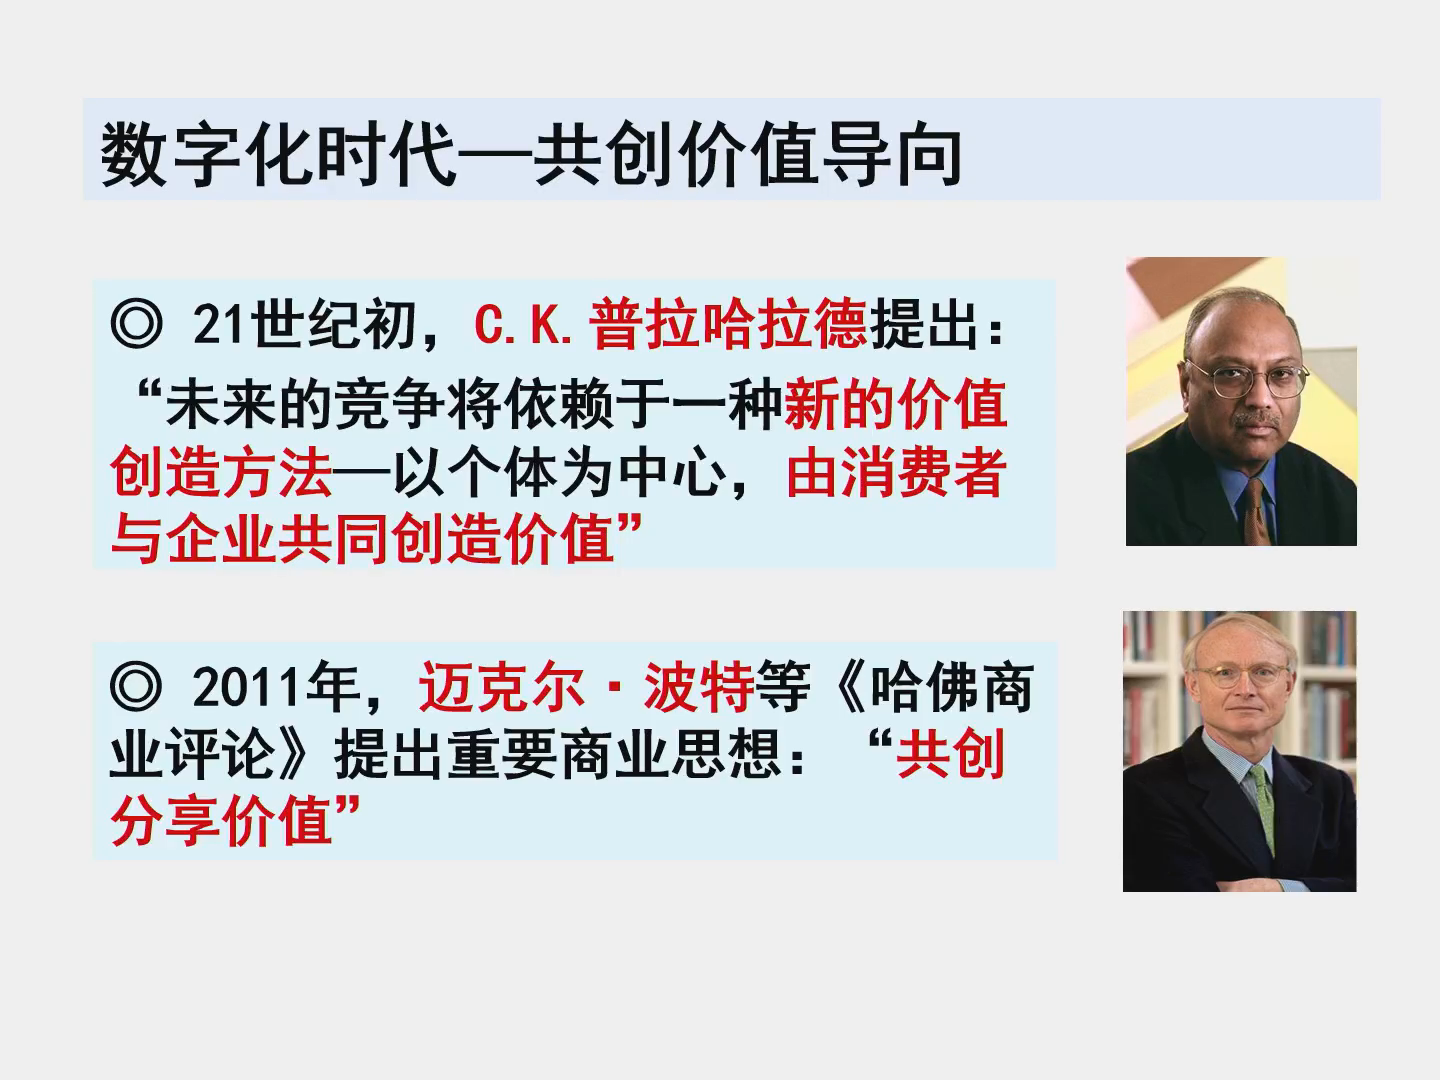 数字化时代—共创价值导向
◎ 21世纪初，C.K.普拉哈拉德提出：
“未来的竞争将依赖于一种新的价值
创造方法—以个体为中心，由消费者
与企业共同创造价值”
◎ 2011年，迈克尔·波特等《哈佛商
业评论》提出重要商业思想：“共创
分享价值”